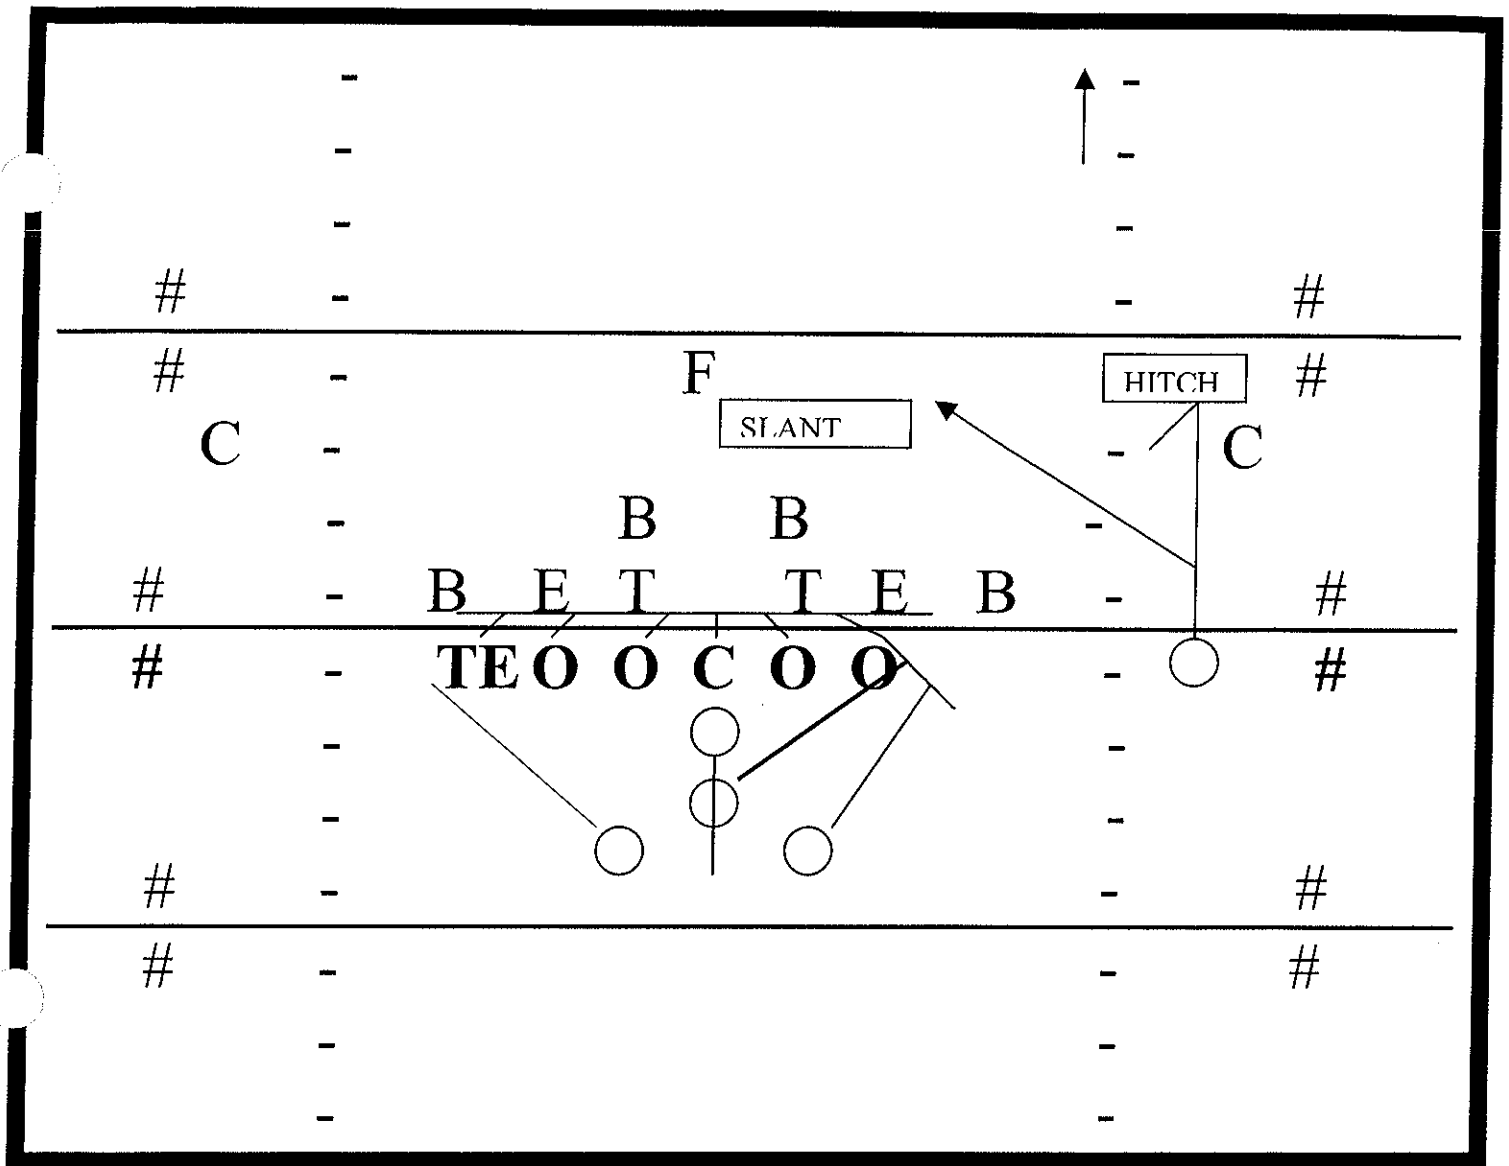 # #
# F HITCH #
SLANT
C C
B B
# B E T T E B #
# TE O O C O O #
# #
# #